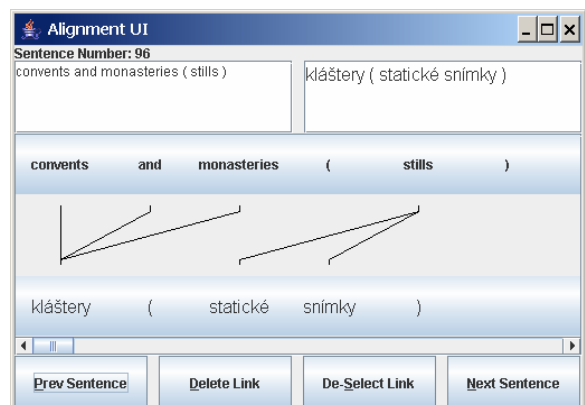 Alignment UI
Sentence Number: 96
convents and monasteries ( stills )
kláštery ( statické snímky )
convents and monasteries ( stills )
kláštery ( statické snímky )
Prev Sentence Delete Link De-Select Link Next Sentence